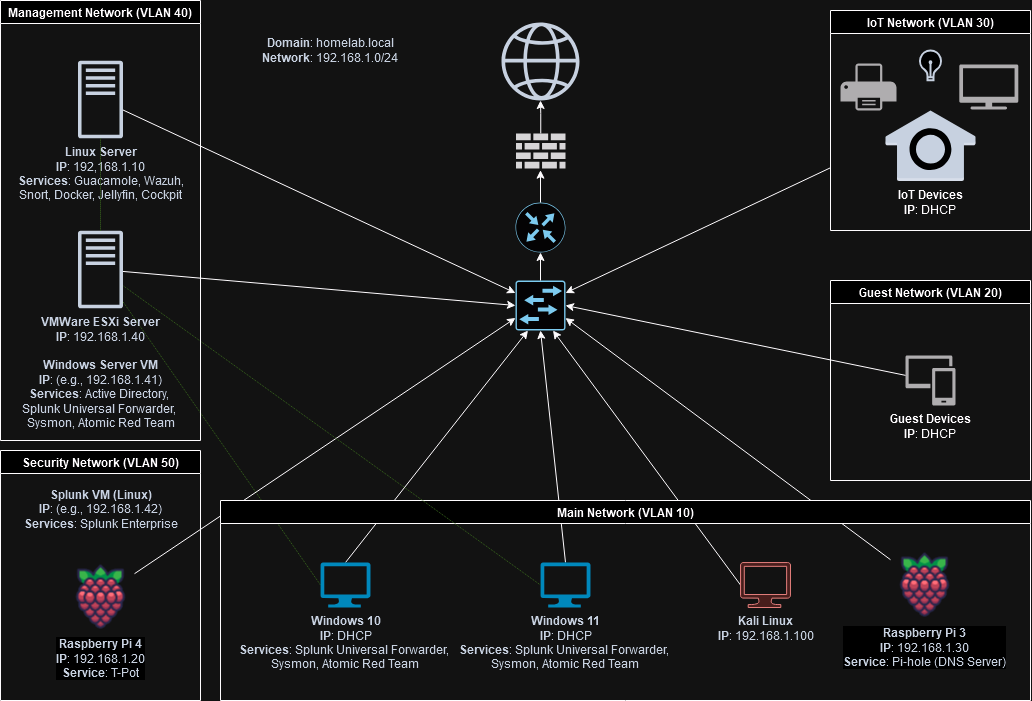 Management Network (VLAN 40)
Linux Server
IP: 192,168.1.10
Services: Guacamole, Wazuh,
Snort, Docker, Jellyfin, Cockpit
VMWare ESXi Server
IP: 192.168.1.40
Windows Server VM
IP: (e.g., 192.168.1.41)
Services: Active Directory,
Splunk Universal Forwarder,
Sysmon, Atomic Red Team
Security Network (VLAN 50)
Splunk VM (Linux)
IP: (e.g., 192.168.1.42)
Services: Splunk Enterprise
Raspberry Pi 4
IP: 192.168.1.20
Service: T-Pot
Domain: homelab.local
Network: 192.168.1.0/24
IoT Network (VLAN 30)
IoT Devices
IP: DHCP
Guest Network (VLAN 20)
Guest Devices
IP: DHCP
Main Network (VLAN 10)
Windows 10
IP: DHCP
Services: Splunk Universal Forwarder,
Sysmon, Atomic Red Team
Windows 11
IP: DHCP
Services: Splunk Universal Forwarder,
Sysmon, Atomic Red Team
Kali Linux
IP: 192.168.1.100
Raspberry Pi 3
IP: 192.168.1.30
Service: Pi-hole (DNS Server)